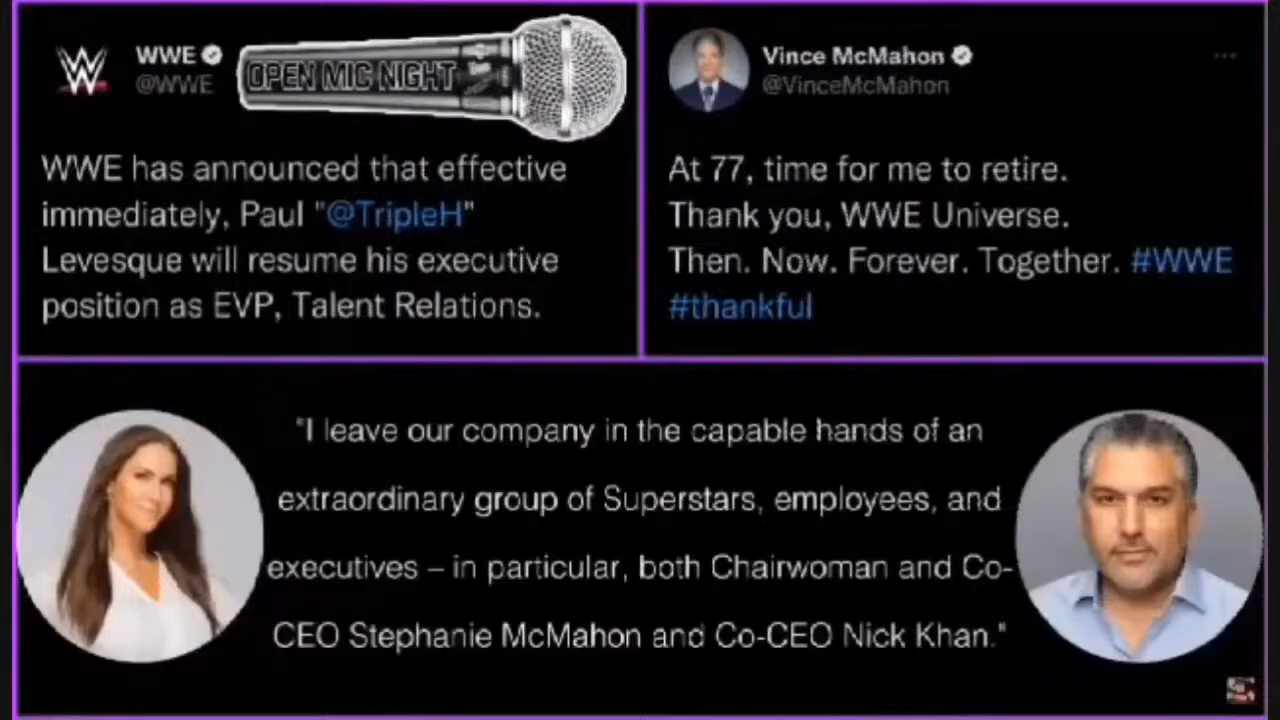 WWE
@WWE
OPEN MIC NIGHT
WWE has announced that effective
immediately, Paul "@TripleH"
Levesque will resume his executive
position as EVP, Talent Relations.
Vince McMahon
@VinceMcMahon
At 77, time for me to retire.
Thank you, WWE Universe.
Then. Now. Forever. Together. #WWE
#thankful
"I leave our company in the capable hands of an
extraordinary group of Superstars, employees, and
executives – in particular, both Chairwoman and Co-
CEO Stephanie McMahon and Co-CEO Nick Khan."